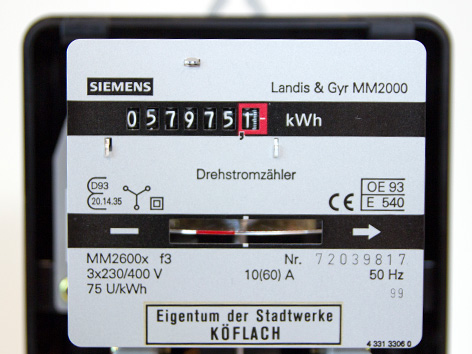 SIEMENS
Landis & Gyr MM2000
0579751 kWh
Drehstromzähler
D93
20.14.35
CE
OE 93
E 540
MM2600x f3
Nr. 72039817
3x230/400 V
10(60) A
50 Hz
75 U/kWh
99
Eigentum der Stadtwerke
KÖFLACH
4 331 3306 0